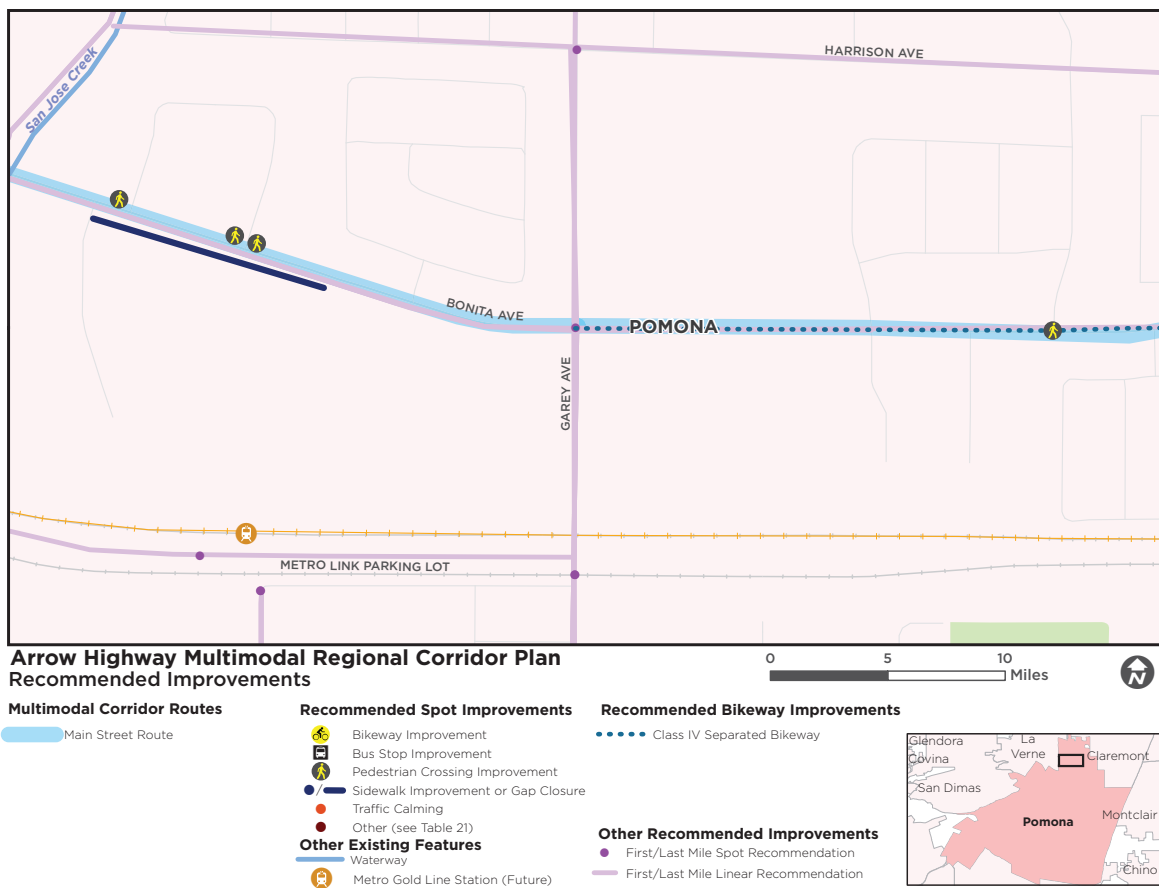 HARRISON AVE
San Jose Creek
BONITA AVE
POMONA
GAREY AVE
METRO LINK PARKING LOT
Arrow Highway Multimodal Regional Corridor Plan
Recommended Improvements
0 5 10
Miles
N
Multimodal Corridor Routes
Main Street Route
Recommended Spot Improvements
Bikeway Improvement
Bus Stop Improvement
Pedestrian Crossing Improvement
/ Sidewalk Improvement or Gap Closure
Traffic Calming
Other (see Table 21)
Other Existing Features
Waterway
Metro Gold Line Station (Future)
Recommended Bikeway Improvements
Class IV Separated Bikeway
Other Recommended Improvements
First/Last Mile Spot Recommendation
First/Last Mile Linear Recommendation
Glendora
Covina
La
Verne
Claremont
San Dimas
Montclair
Pomona
Chino